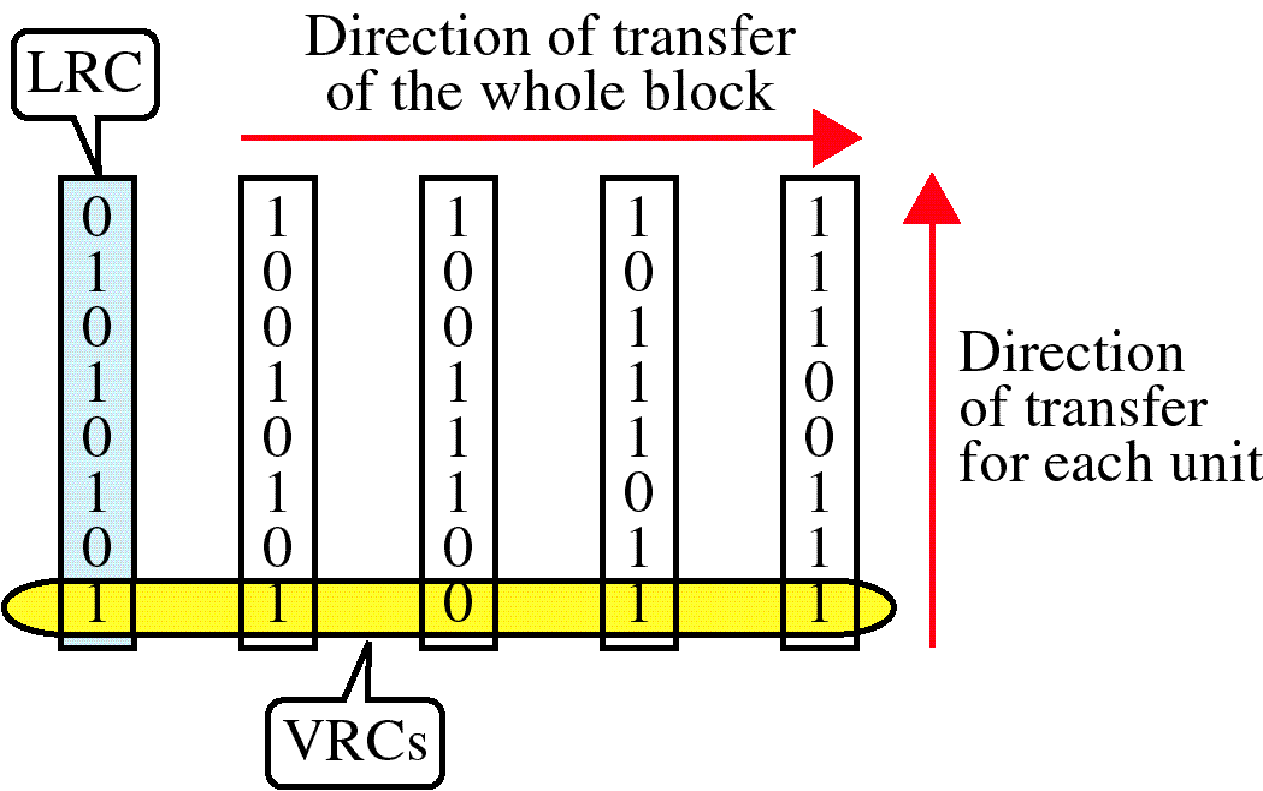 LRC
Direction of transfer
of the whole block
0 1 1 1 1
1 0 0 0 1
0 0 0 1 1
1 1 1 1 0
0 0 1 1 0
1 1 1 0 1
0 0 0 1 1
1 1 0 1 1
Direction
of transfer
for each unit
VRCs